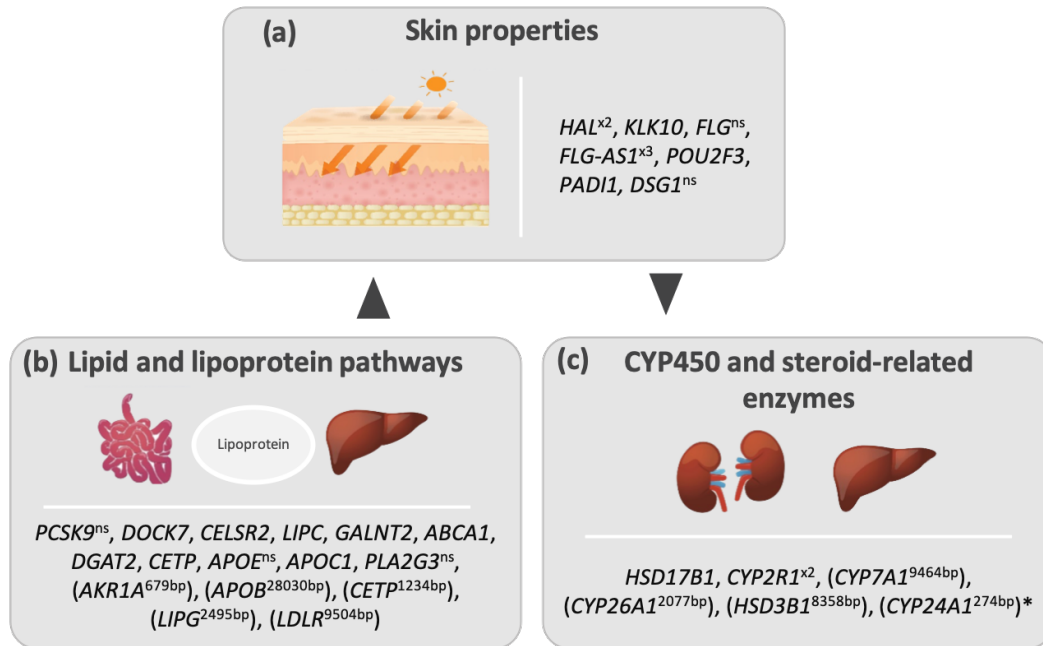 (a) Skin properties
HAL^x2, KLK10, FLG^ns,
FLG-AS1^x3, POU2F3,
PADI1, DSG1^ns
(b) Lipid and lipoprotein pathways
Lipoprotein
PCSK9^ns, DOCK7, CELSR2, LIPC, GALNT2, ABCA1,
DGAT2, CETP, APOE^ns, APOC1, PLA2G3^ns,
(AKR1A^679bp), (APOB^28030bp), (CETP^1234bp),
(LIPG^2495bp), (LDLR^9504bp)
(c) CYP450 and steroid-related
enzymes
HSD17B1, CYP2R1^x2, (CYP7A1^9464bp),
(CYP26A1^2077bp), (HSD3B1^8358bp), (CYP24A1^274bp)*